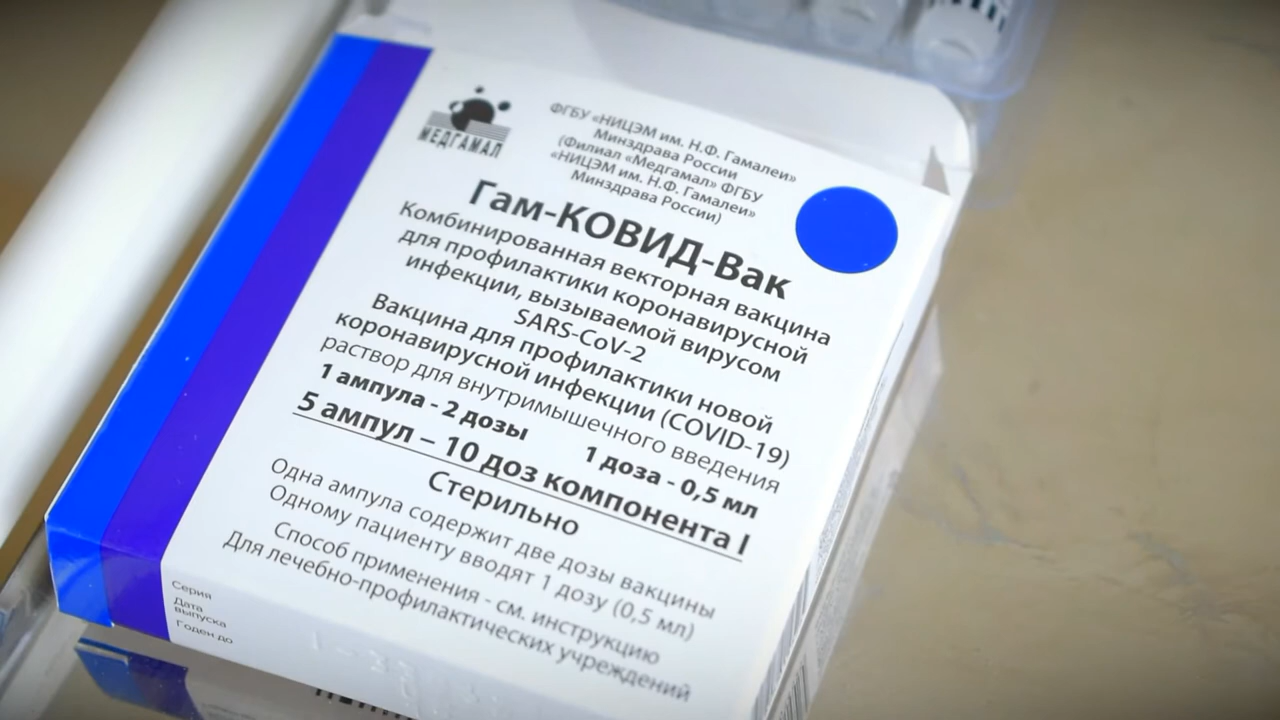 МЕДГАМАЛ
ФГБУ «НИЦЭМ им. Н.Ф. Гамалеи»
Минздрава России
(Филиал «Медгамал» ФГБУ
«НИЦЭМ им. Н.Ф. Гамалеи»
Минздрава России)
Гам-КОВИД-Вак
Комбинированная векторная вакцина
для профилактики коронавирусной
инфекции, вызываемой вирусом
SARS-CoV-2
Вакцина для профилактики новой
коронавирусной инфекции (COVID-19)
раствор для внутримышечного введения
1 ампула - 2 дозы 1 доза - 0,5 мл
5 ампул – 10 доз компонента I
Стерильно
Одна ампула содержит две дозы вакцины
Одному пациенту вводят 1 дозу (0,5 мл)
Способ применения - см. инструкцию
Для лечебно-профилактических учреждений
Серия
Дата
выпуска
Годен до